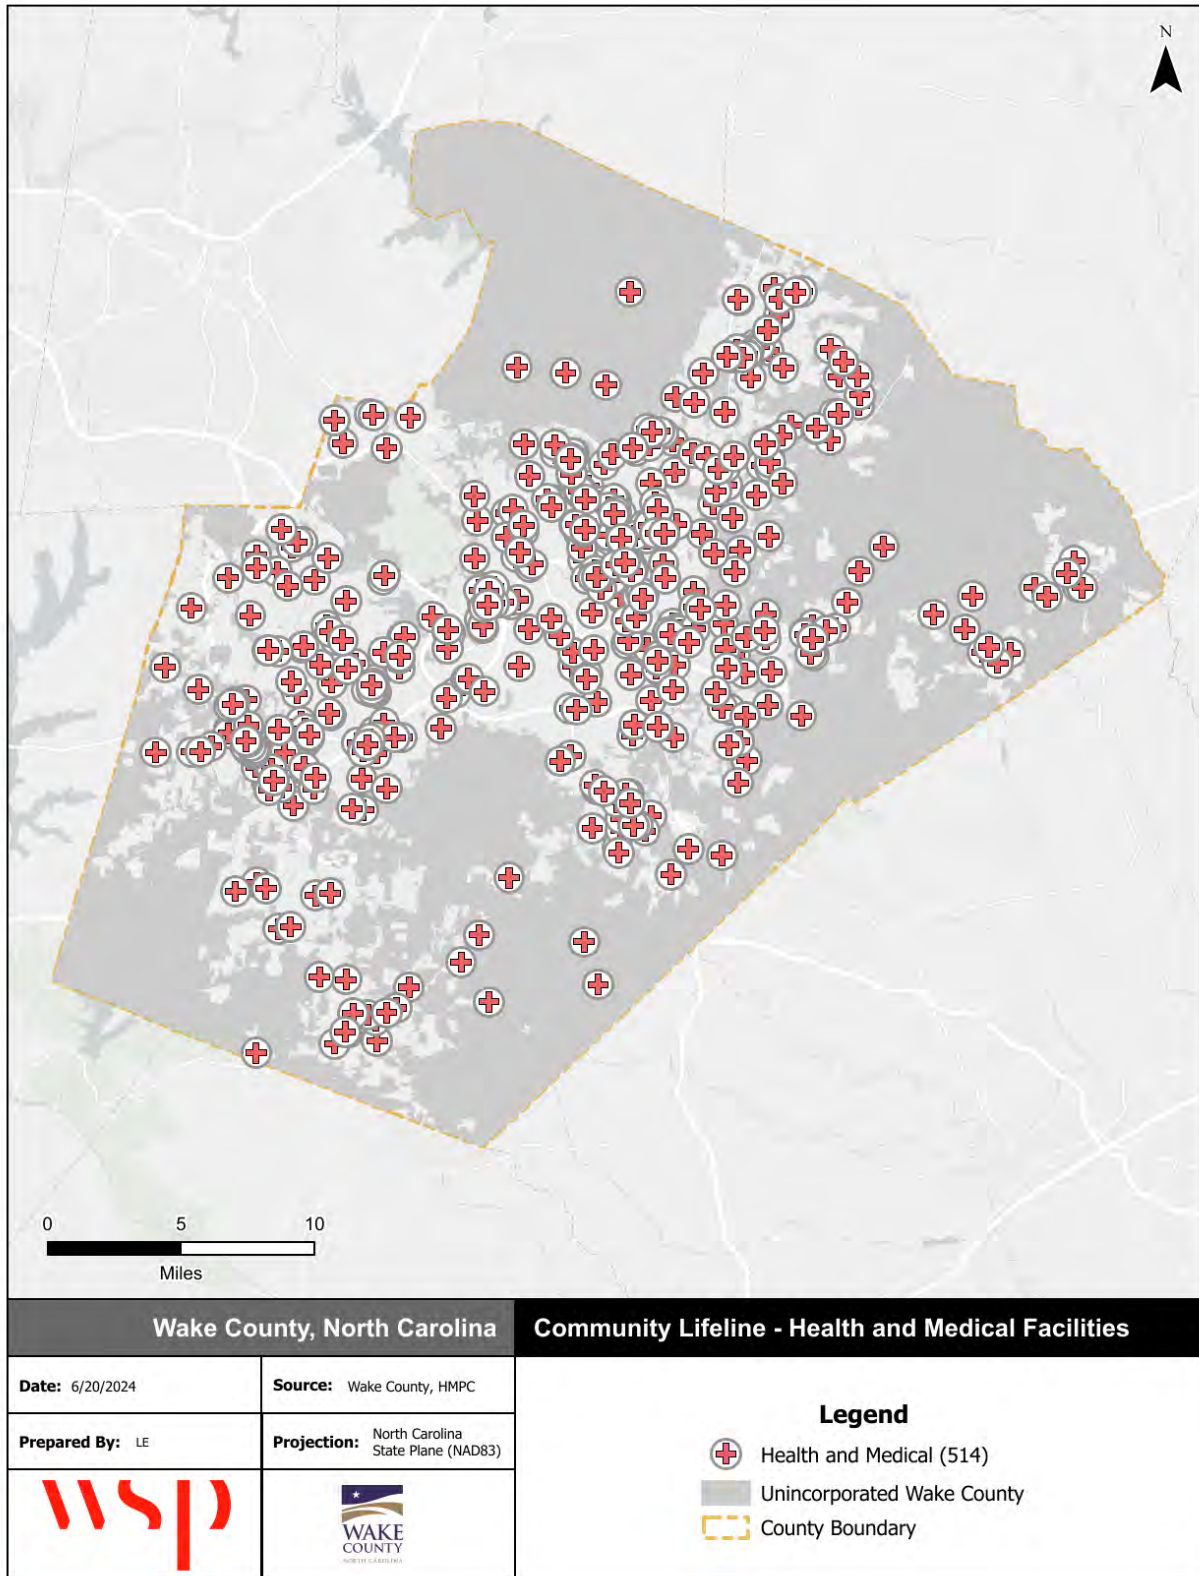 N
0 5 10
Miles
Wake County, North Carolina
Community Lifeline - Health and Medical Facilities
Date: 6/20/2024
Source: Wake County, HMPC
Prepared By: LE
Projection: North Carolina
State Plane (NAD83)
wsp
WAKE
COUNTY
NORTH CAROLINA
Legend
Health and Medical (514)
Unincorporated Wake County
County Boundary